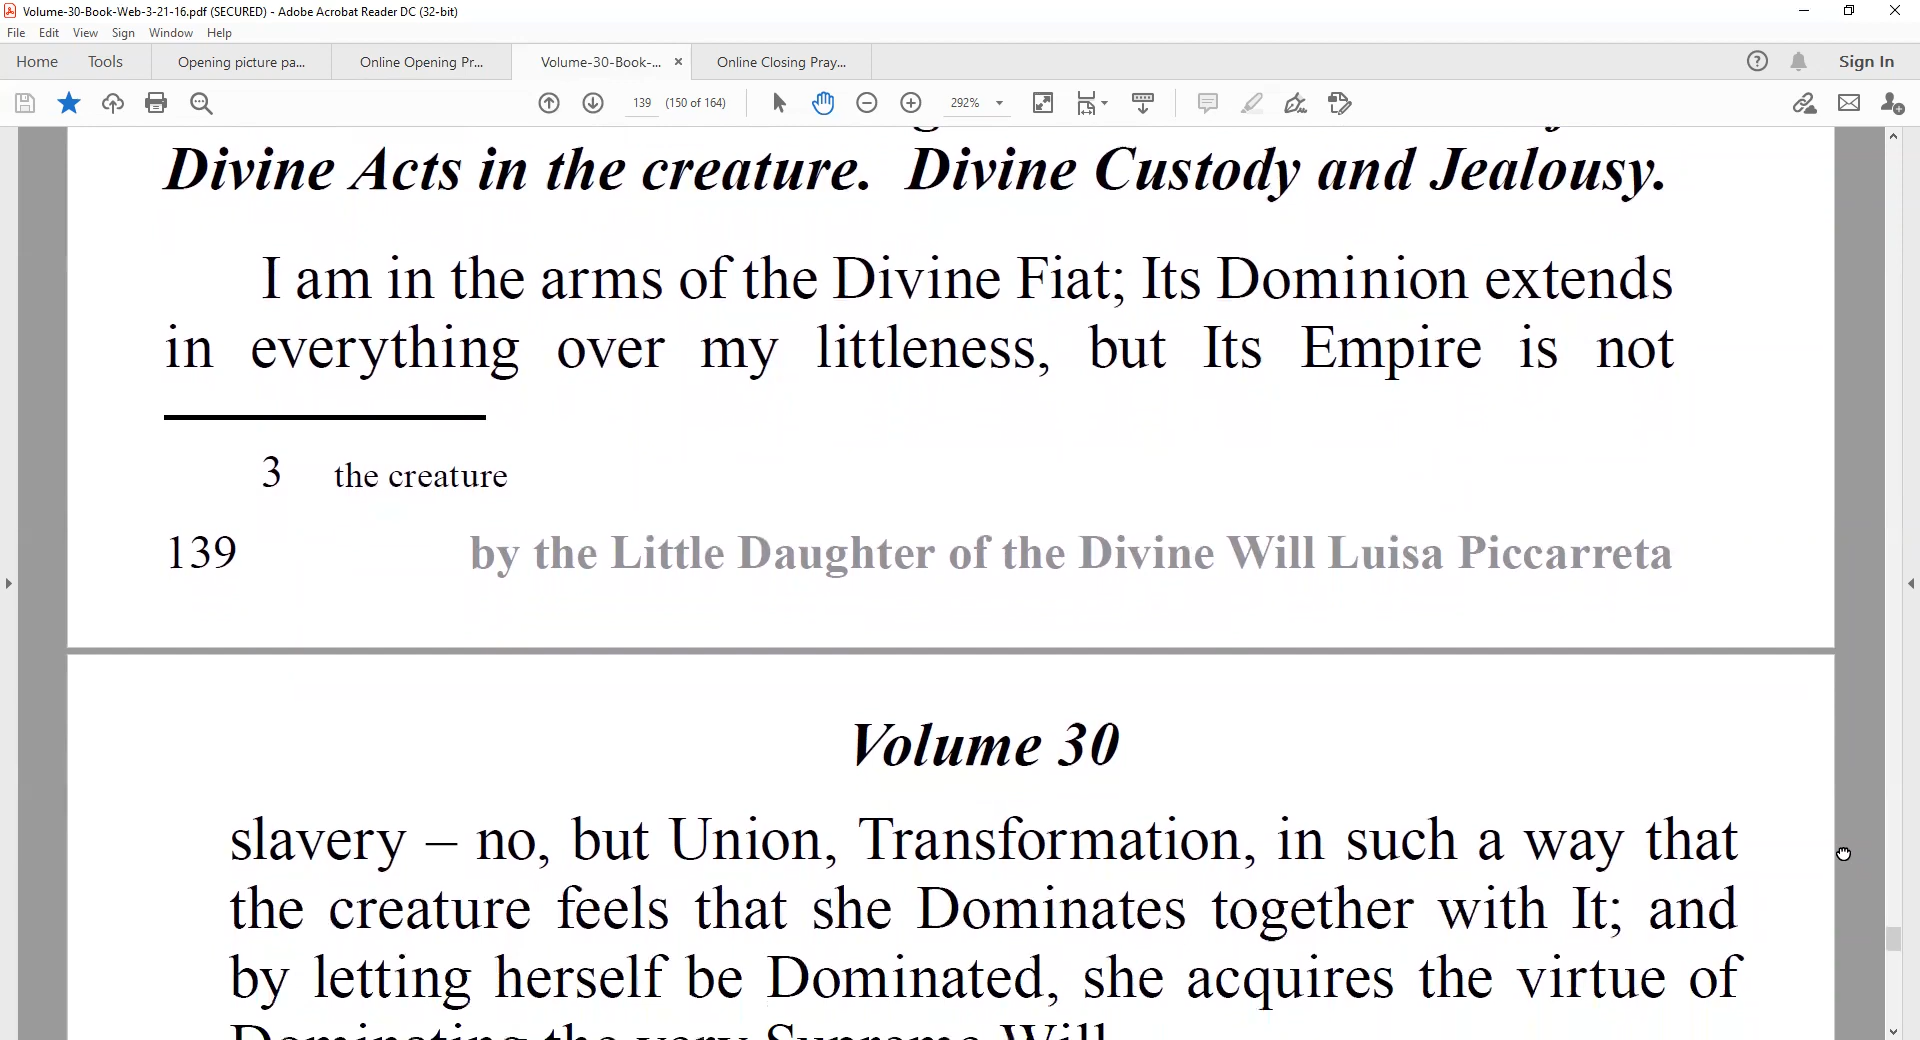 Volume-30-Book-Web-3-21-16.pdf (SECURED) - Adobe Acrobat Reader DC (32-bit)
File Edit View Sign Window Help
Home Tools Opening picture pa... Online Opening Pr... Volume-30-Book-... × Online Closing Pray... Sign In
139 (150 of 164) 292%
Divine Acts in the creature. Divine Custody and Jealousy.
I am in the arms of the Divine Fiat; Its Dominion extends
in everything over my littleness, but Its Empire is not
3 the creature
139 by the Little Daughter of the Divine Will Luisa Piccarreta
Volume 30
slavery – no, but Union, Transformation, in such a way that
the creature feels that she Dominates together with It; and
by letting herself be Dominated, she acquires the virtue of
Dominating the very Supreme Will